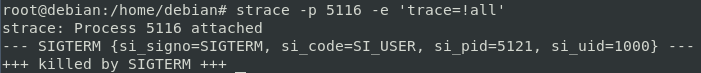 root@debian:/home/debian# strace -p 5116 -e 'trace=!all'
strace: Process 5116 attached
--- SIGTERM {si_signo=SIGTERM, si_code=SI_USER, si_pid=5121, si_uid=1000} ---
+++ killed by SIGTERM +++